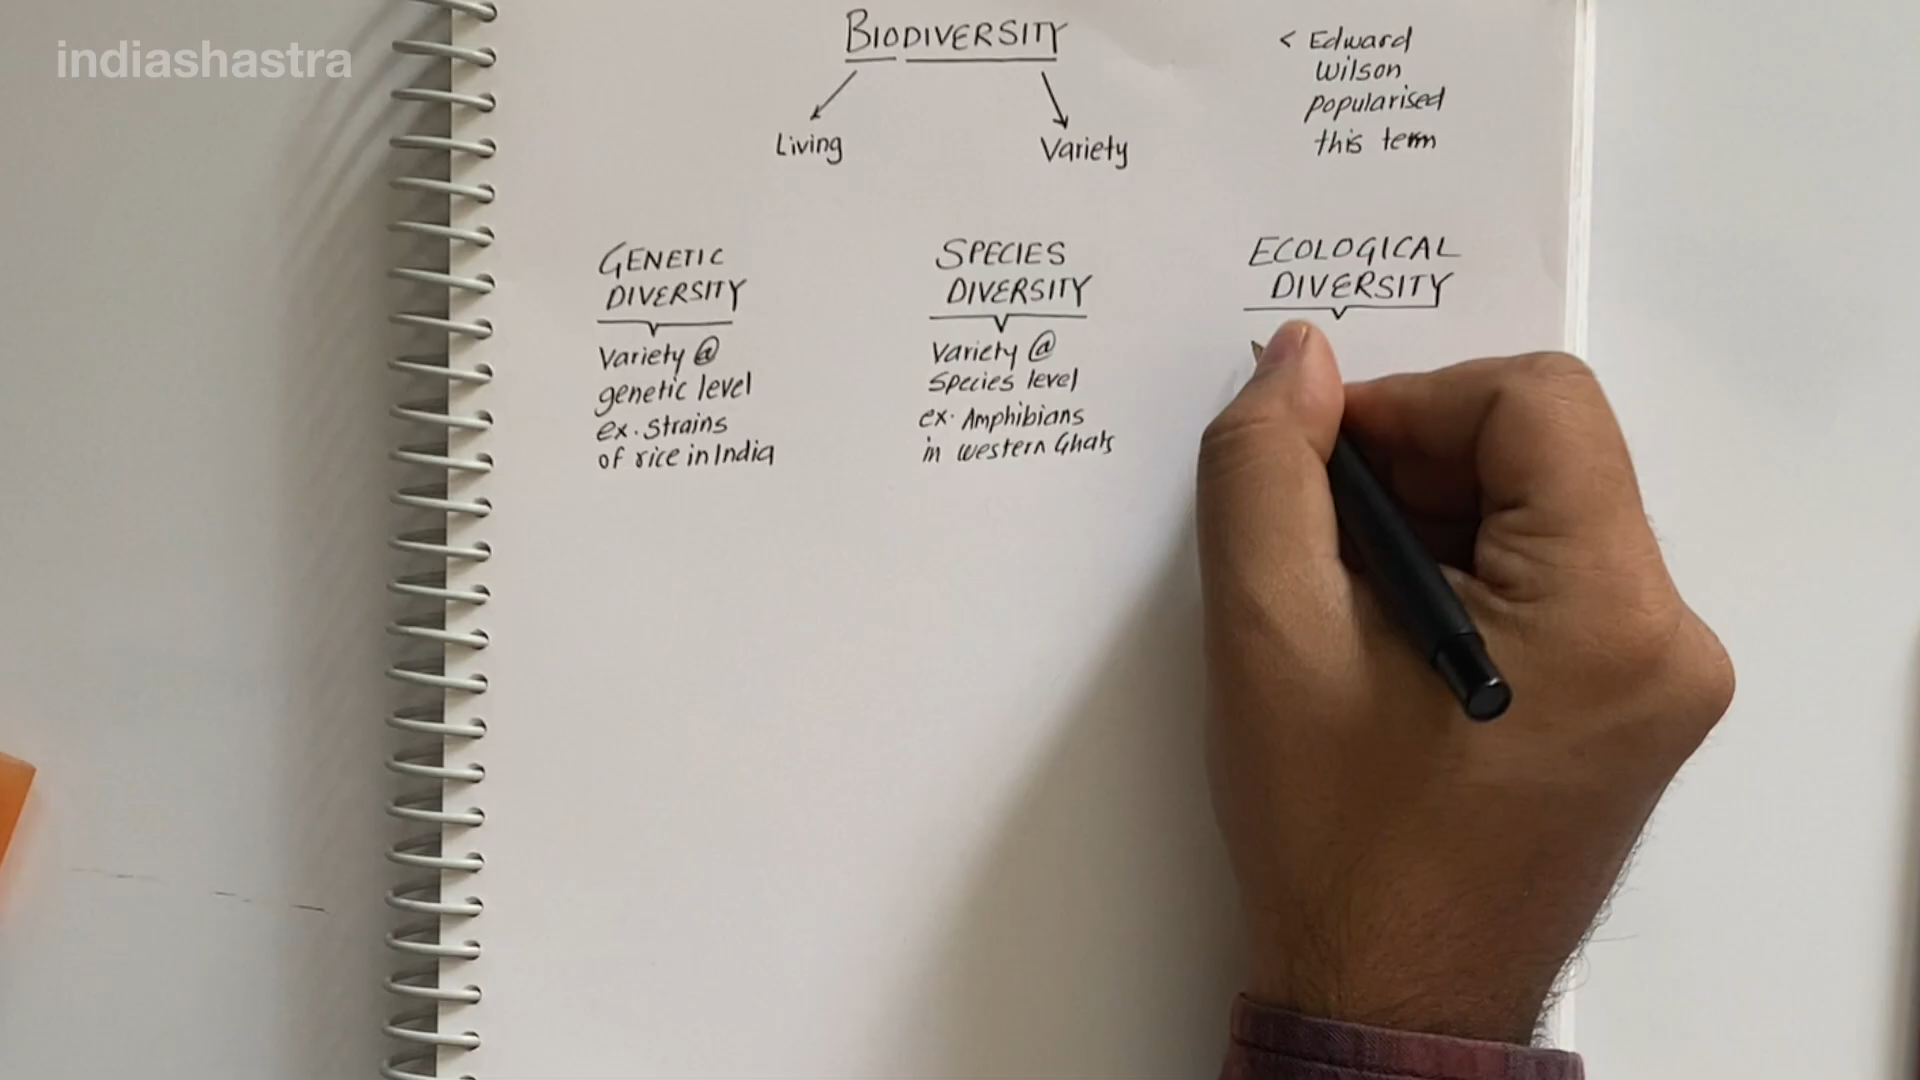 indiashastra
BIODIVERSITY
Living
Variety
< Edward
Wilson
popularised
this term
GENETIC
DIVERSITY
Variety @
genetic level
ex. strains
of rice in India
SPECIES
DIVERSITY
Variety @
Species level
ex. Amphibians
in western Ghats
ECOLOGICAL
DIVERSITY